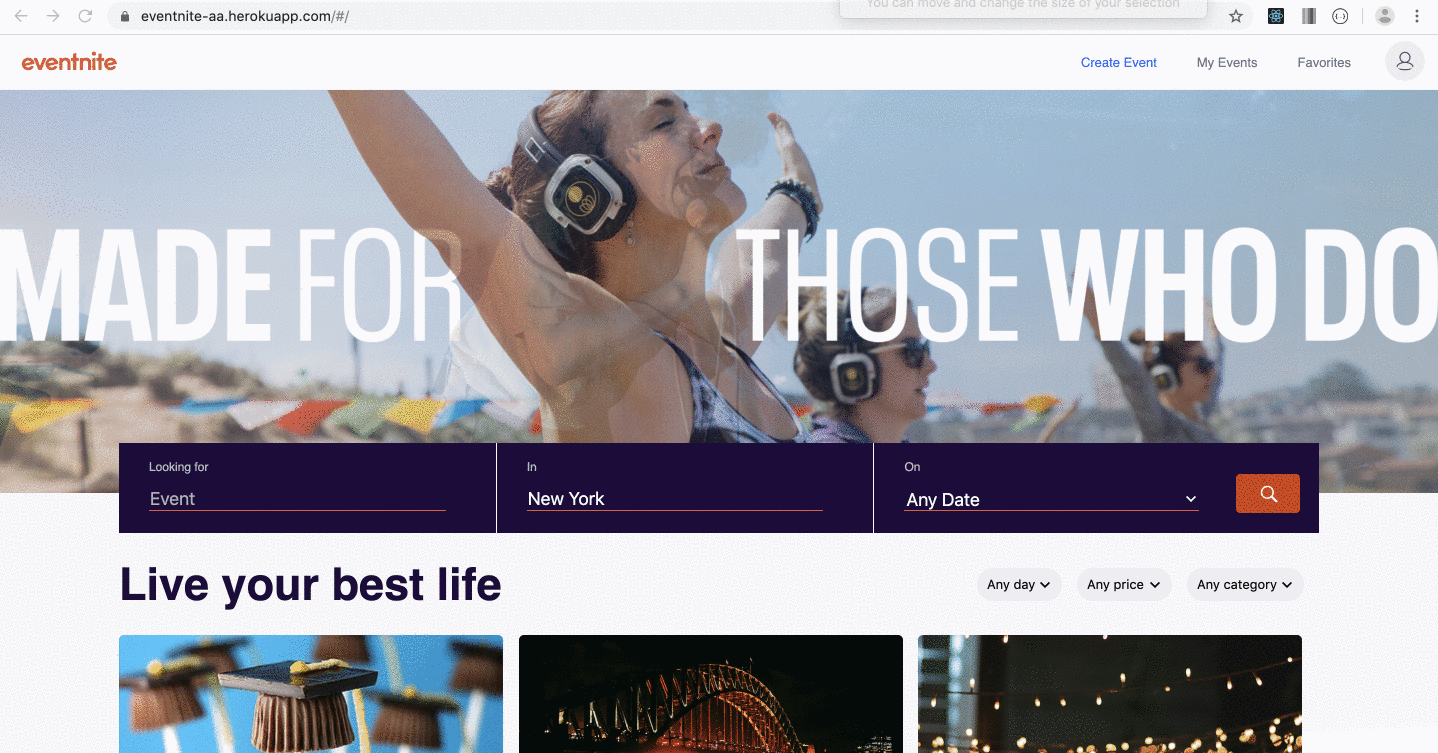 eventnite-aa.herokuapp.com/#/
You can move and change the size of your selection
eventnite
Create Event
My Events
Favorites
MADE FOR THOSE WHO DO
Looking for
Event
In
New York
On
Any Date
Live your best life
Any day
Any price
Any category